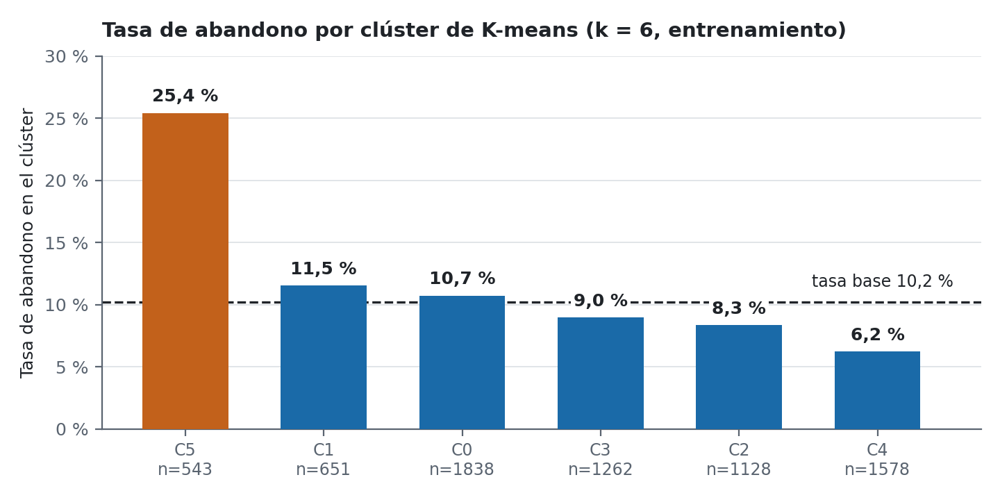 Tasa de abandono por clúster de K-means (k = 6, entrenamiento)
Tasa de abandono en el clúster
30 %
25 %
20 %
15 %
10 %
5 %
0 %
25,4 %
11,5 %
10,7 %
9,0 %
8,3 %
6,2 %
tasa base 10,2 %
C5
n=543
C1
n=651
C0
n=1838
C3
n=1262
C2
n=1128
C4
n=1578